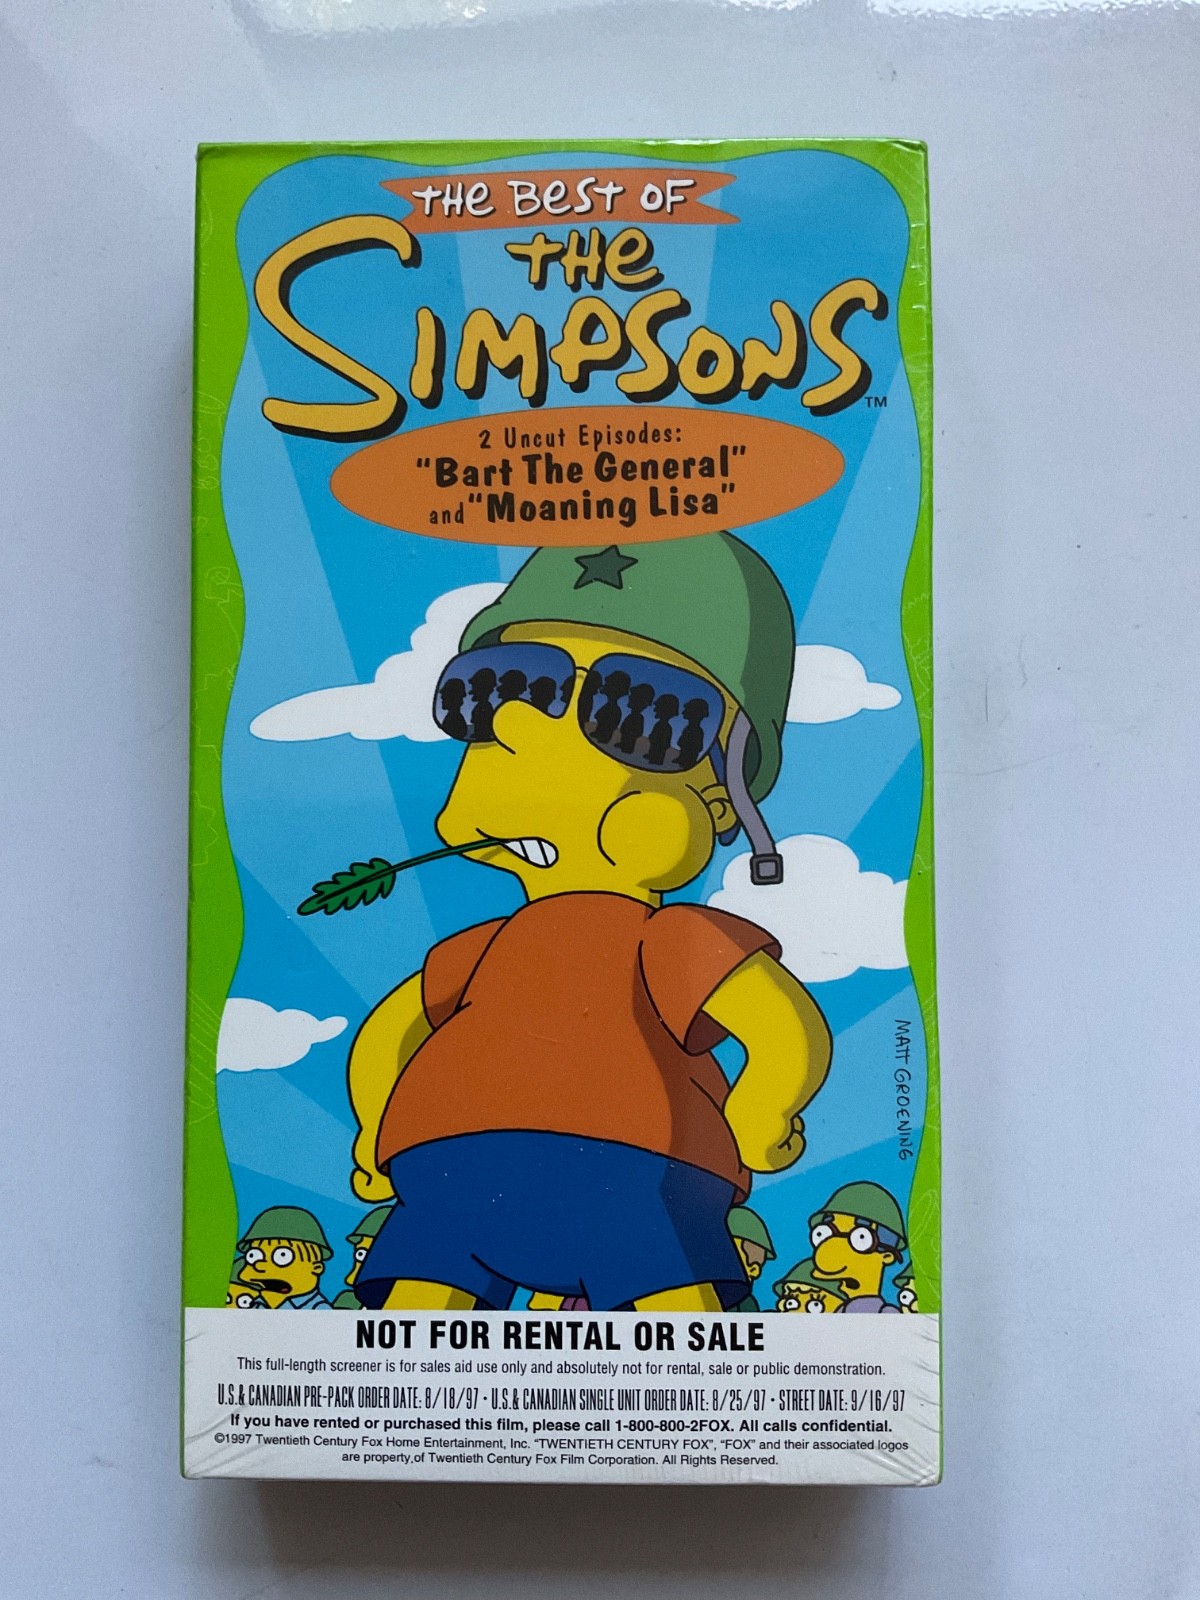 THE BEST OF
THE
SIMPSONS
TM
2 Uncut Episodes:
"Bart The General"
and "Moaning Lisa"
MATT GROENING
NOT FOR RENTAL OR SALE
This full-length screener is for sales aid use only and absolutely not for rental, sale or public demonstration.
U.S.& CANADIAN PRE-PACK ORDER DATE: 8/18/97 • U.S.& CANADIAN SINGLE UNIT ORDER DATE: 8/25/97 • STREET DATE: 9/16/97
If you have rented or purchased this film, please call 1-800-800-2FOX. All calls confidential.
©1997 Twentieth Century Fox Home Entertainment, Inc. "TWENTIETH CENTURY FOX", "FOX" and their associated logos
are property of Twentieth Century Fox Film Corporation. All Rights Reserved.